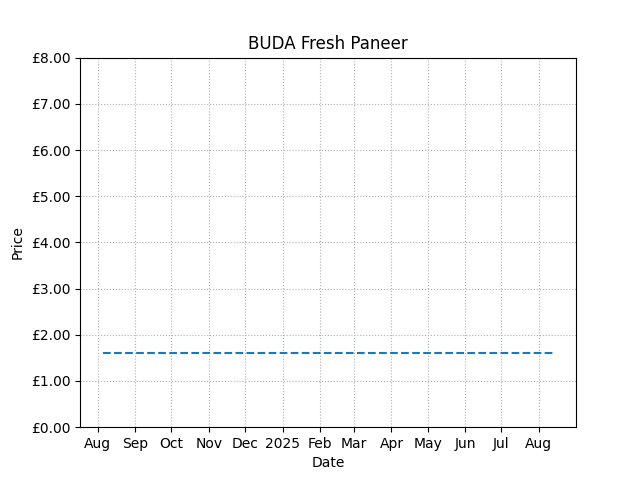 BUDA Fresh Paneer
£8.00
£7.00
£6.00
£5.00
£4.00
£3.00
£2.00
£1.00
£0.00
Price
Aug Sep Oct Nov Dec 2025 Feb Mar Apr May Jun Jul Aug
Date